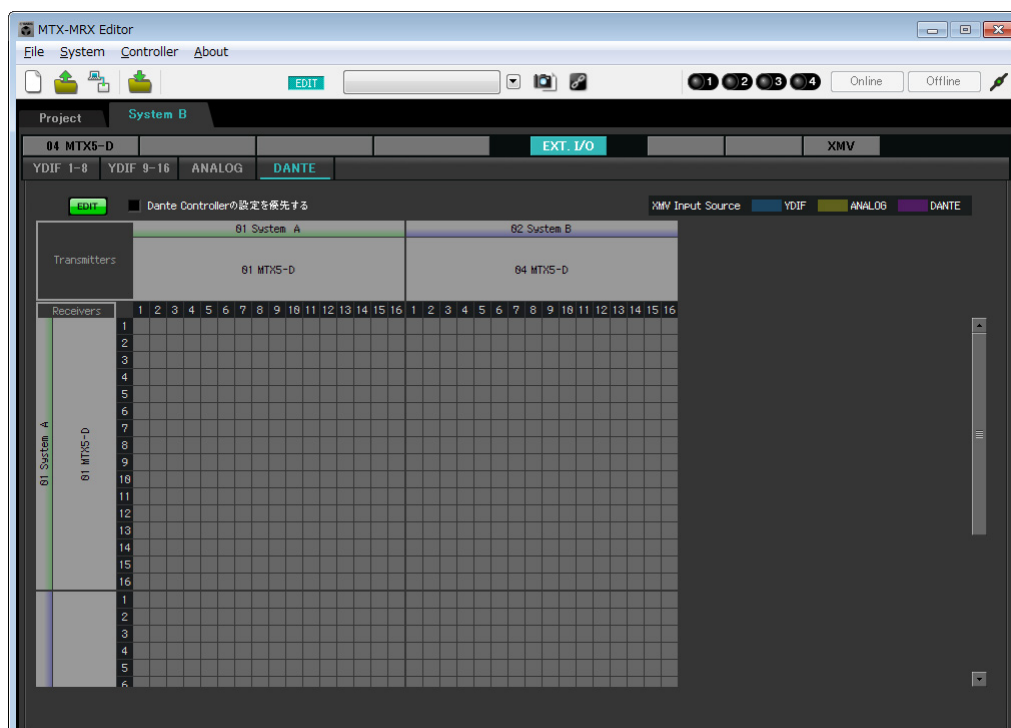 MTX-MRX Editor
File System Controller About
EDIT 1 2 3 4 Online Offline
Project System B
04 MTX5-D EXT. I/O XMV
YDIF 1-8 YDIF 9-16 ANALOG DANTE
EDIT Dante Controllerの設定を優先する XMV Input Source YDIF ANALOG DANTE
01 System A 02 System B
Transmitters
01 MTX5-D 04 MTX5-D
Receivers 1 2 3 4 5 6 7 8 9 10 11 12 13 14 15 16 1 2 3 4 5 6 7 8 9 10 11 12 13 14 15 16
01 System A
01 MTX5-D
1
2
3
4
5
6
7
8
9
10
11
12
13
14
15
16
1
2
3
4
5
6